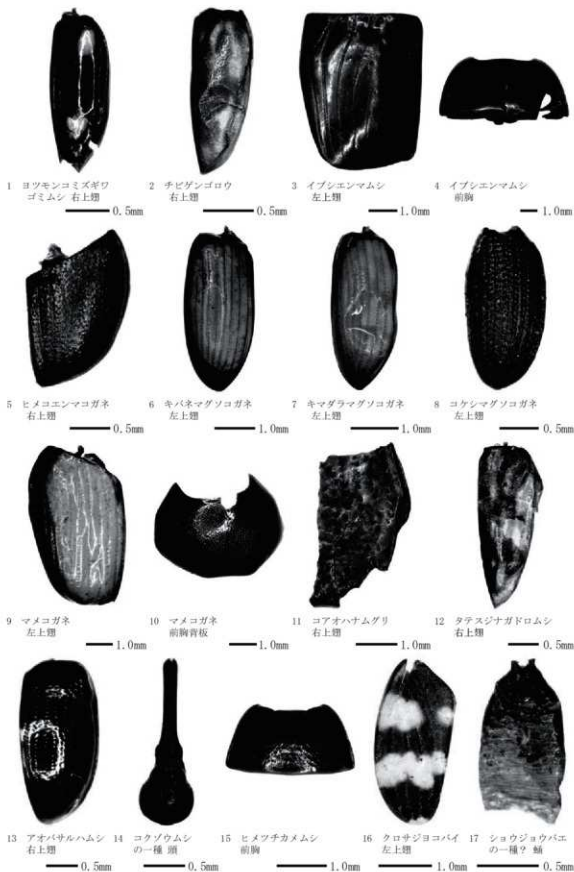 1 ヨツモンコミズギワ
ゴミムシ 右上翅
0.5mm
2 チビゲンゴロウ
右上翅
0.5mm
3 イブシエンマムシ
左上翅
1.0mm
4 イブシエンマムシ
前胸
1.0mm
5 ヒメコエンマコガネ
右上翅
0.5mm
6 キバネマグソコガネ
左上翅
1.0mm
7 キマダラマグソコガネ
左上翅
1.0mm
8 コケシマグソコガネ
左上翅
0.5mm
9 マメコガネ
左上翅
1.0mm
10 マメコガネ
前胸背板
1.0mm
11 コアオハナムグリ
右上翅
1.0mm
12 タテスジナガドロムシ
右上翅
0.5mm
13 アオバサルハムシ
右上翅
0.5mm
14 コクゾウムシ
の一種 頭
0.5mm
15 ヒメツチカメムシ
前胸
1.0mm
16 クロサジヨコバイ
左上翅
1.0mm
17 ショウジョウバエ
の一種? 蛹
0.5mm